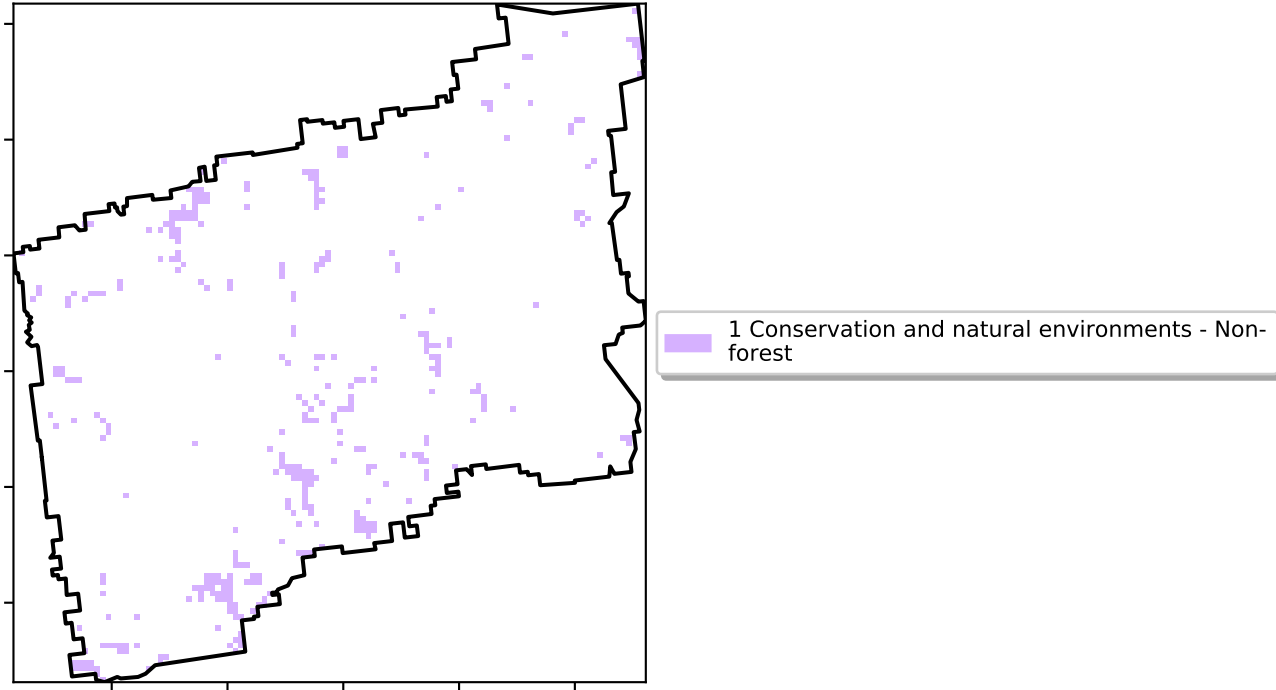 1 Conservation and natural environments - Non-
forest